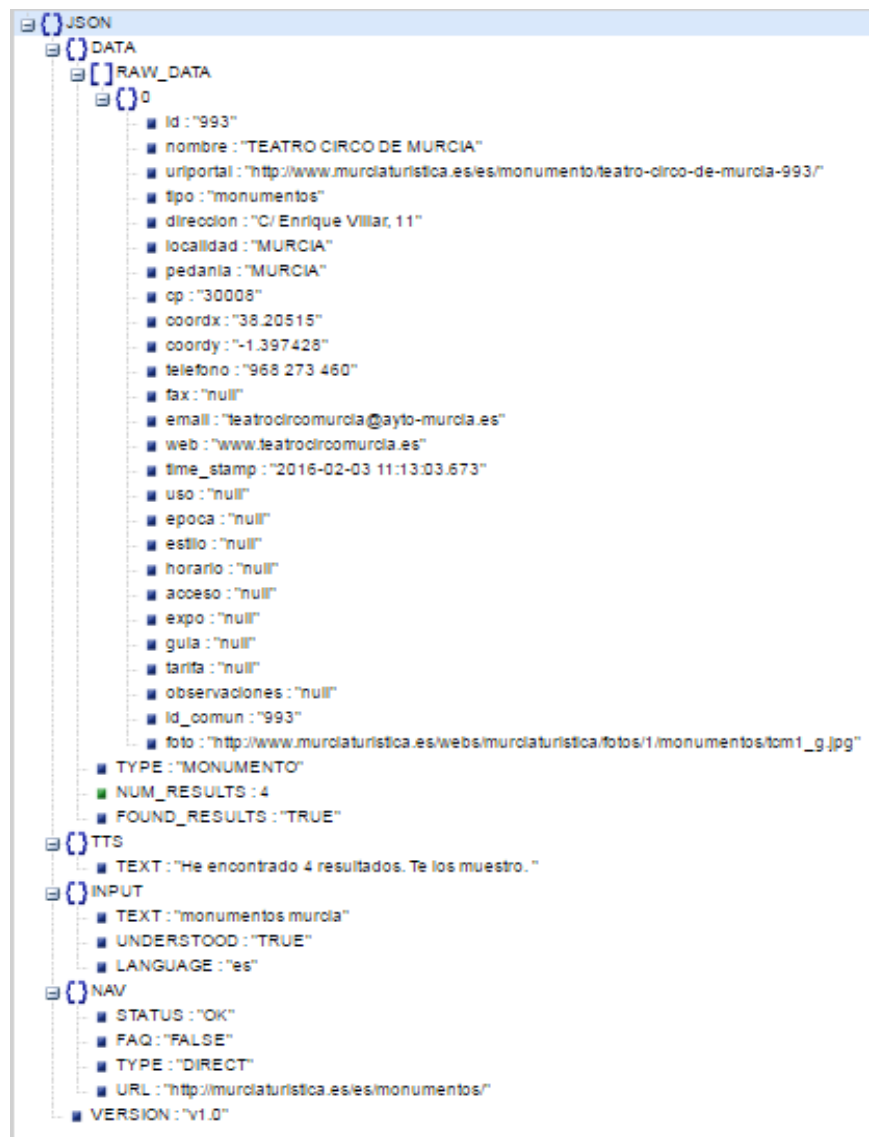 JSON
DATA
RAW_DATA
0
id : "993"
nombre : "TEATRO CIRCO DE MURCIA"
urlportal : "http://www.murciaturistica.es/es/monumento/teatro-circo-de-murcia-993/"
tipo : "monumentos"
direccion : "C/ Enrique Villar, 11"
localidad : "MURCIA"
pedania : "MURCIA"
cp : "30008"
coordx : "38.20515"
coordy : "-1.397428"
telefono : "968 273 460"
fax : "null"
email : "teatrocircomurcia@ayto-murcia.es"
web : "www.teatrocircomurcia.es"
time_stamp : "2016-02-03 11:13:03.673"
uso : "null"
epoca : "null"
estilo : "null"
horario : "null"
acceso : "null"
expo : "null"
guia : "null"
tarifa : "null"
observaciones : "null"
id_comun : "993"
foto : "http://www.murciaturistica.es/webs/murciaturistica/fotos/1/monumentos/tcm1_g.jpg"
TYPE : "MONUMENTO"
NUM_RESULTS : 4
FOUND_RESULTS : "TRUE"
TTS
TEXT : "He encontrado 4 resultados. Te los muestro. "
INPUT
TEXT : "monumentos murcia"
UNDERSTOOD : "TRUE"
LANGUAGE : "es"
NAV
STATUS : "OK"
FAQ : "FALSE"
TYPE : "DIRECT"
URL : "http://murciaturistica.es/es/monumentos/"
VERSION : "v1.0"